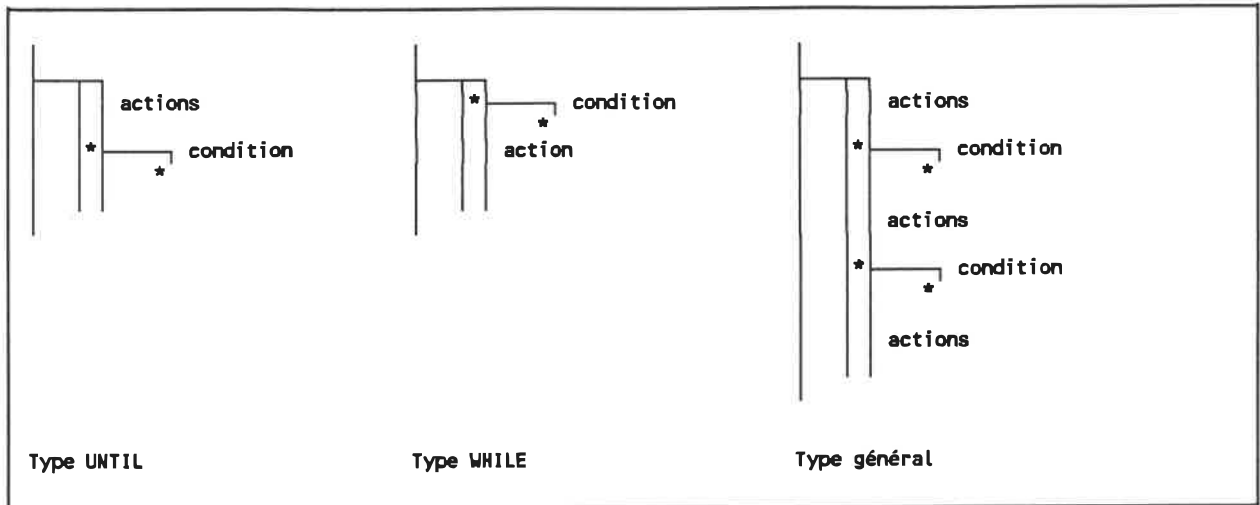 actions
* condition
*
Type UNTIL
* condition
*
action
Type WHILE
actions
* condition
*
actions
* condition
*
actions
Type général